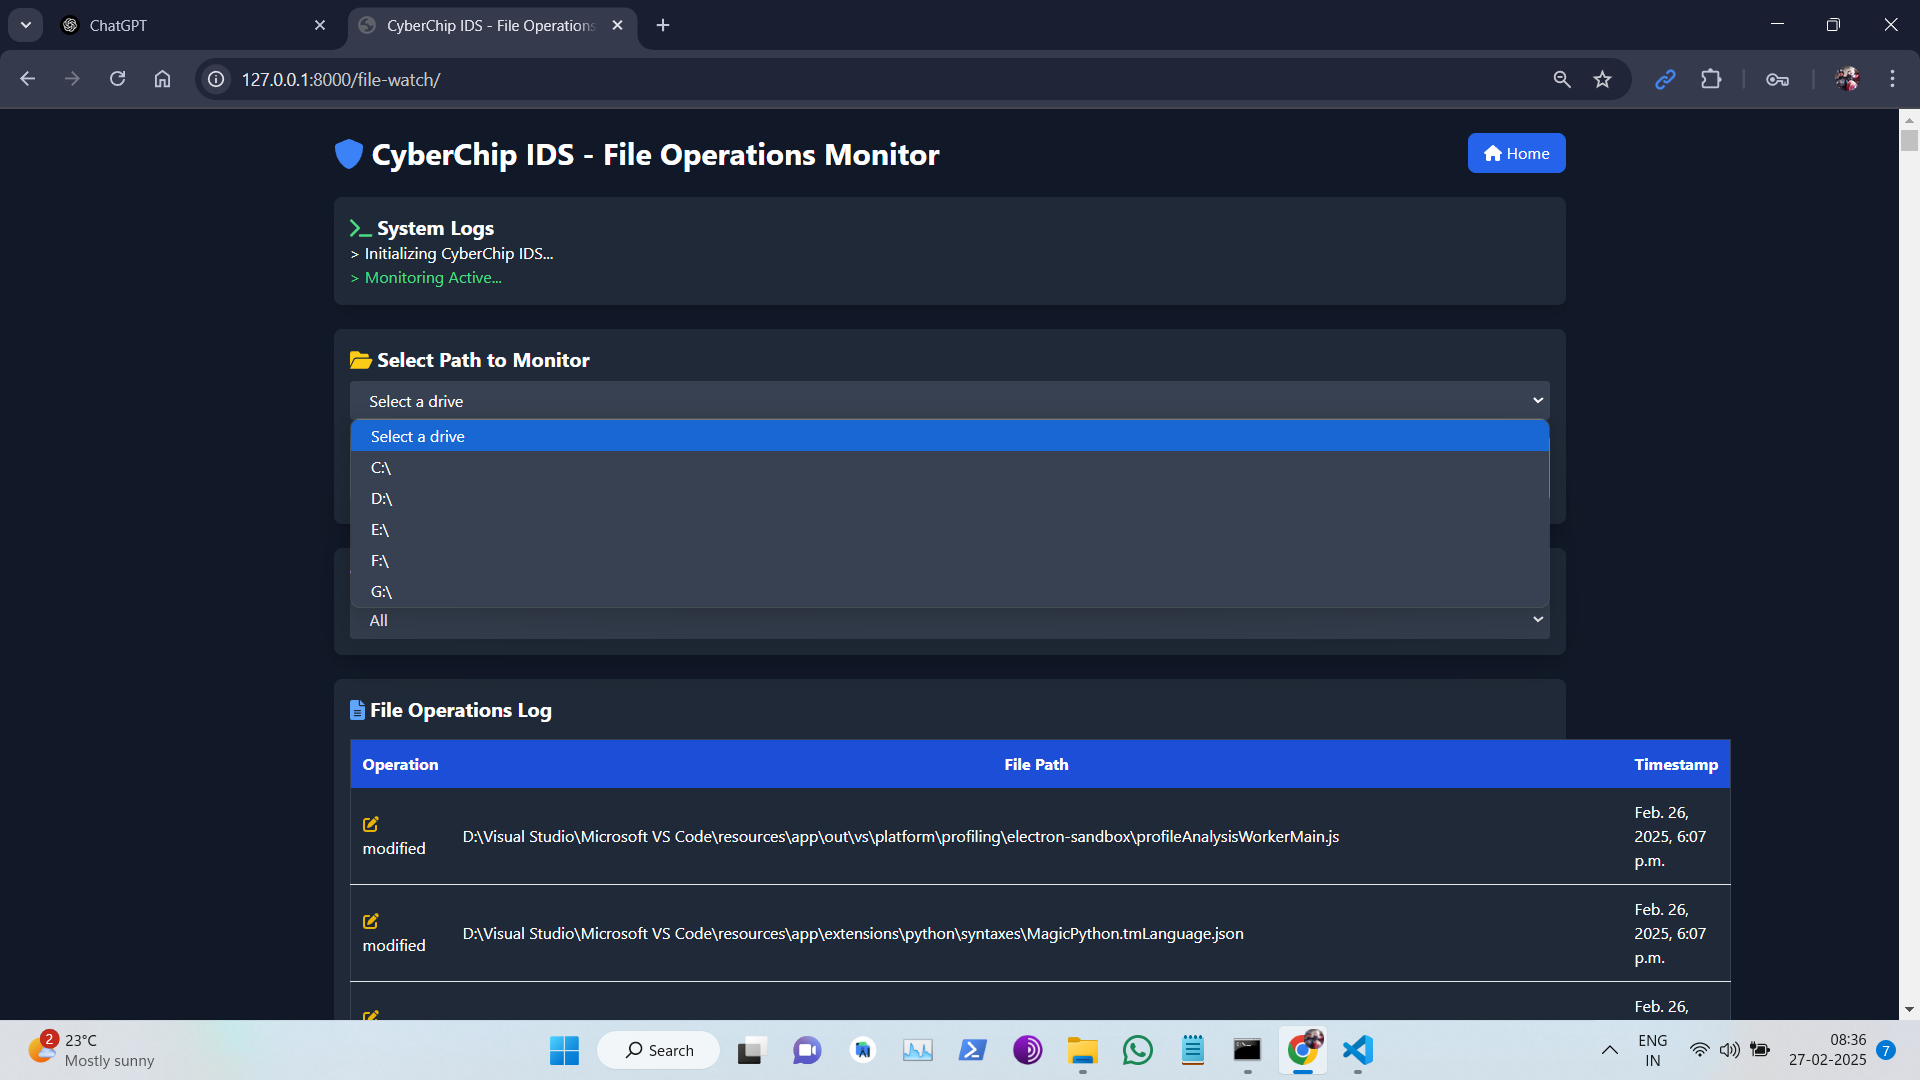 ChatGPT
CyberChip IDS - File Operations
127.0.0.1:8000/file-watch/
CyberChip IDS - File Operations Monitor
Home
System Logs
> Initializing CyberChip IDS...
> Monitoring Active...
Select Path to Monitor
Select a drive
Select a drive
C:\
D:\
E:\
F:\
G:\
All
File Operations Log
Operation File Path Timestamp
modified D:\Visual Studio\Microsoft VS Code\resources\app\out\vs\platform\profiling\electron-sandbox\profileAnalysisWorkerMain.js Feb. 26,
2025, 6:07
p.m.
modified D:\Visual Studio\Microsoft VS Code\resources\app\extensions\python\syntaxes\MagicPython.tmLanguage.json Feb. 26,
2025, 6:07
p.m.
Feb. 26,
2
23°C
Mostly sunny
Search
ENG
IN
08:36
27-02-2025
7